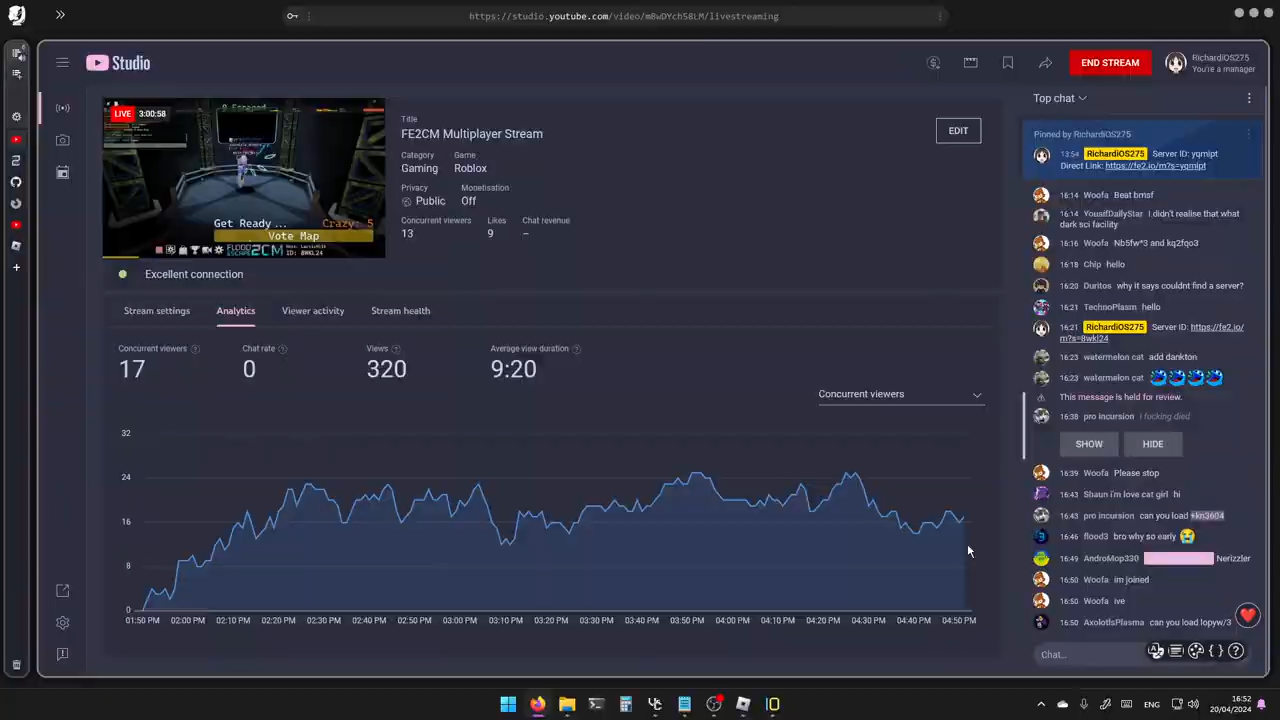 https://studio.youtube.com/video/m8wDYch58LM/livestreaming
Studio
END STREAM
RichardiOS275
You're a manager
LIVE 3:00:58
9 Escaped
Get Ready... Crazy: 5
Vote Map
FLOOD ESCAPE 2CM
ID: 8WKL24
Title
FE2CM Multiplayer Stream
EDIT
Category Game
Gaming Roblox
Privacy Monetisation
Public Off
Concurrent viewers Likes Chat revenue
13 9 –
Excellent connection
Stream settings Analytics Viewer activity Stream health
Concurrent viewers Chat rate Views Average view duration
17 0 320 9:20
Concurrent viewers
32
24
16
8
0
01:50 PM 02:00 PM 02:10 PM 02:20 PM 02:30 PM 02:40 PM 02:50 PM 03:00 PM 03:10 PM 03:20 PM 03:30 PM 03:40 PM 03:50 PM 04:00 PM 04:10 PM 04:20 PM 04:30 PM 04:40 PM 04:50 PM
Top chat
Pinned by RichardiOS275
13:54 RichardiOS275 Server ID: yqmipt
Direct Link: https://fe2.io/m?s=yqmipt
16:14 Woofa Beat bmsf
16:14 YousifDailyStar I didn't realise that what
dark sci facility
16:16 Woofa Nb5fw*3 and kq2fqo3
16:18 Chip hello
16:20 Duritos why it says couldnt find a server?
16:21 TechnoPlasm hello
16:21 RichardiOS275 Server ID: https://fe2.io/
m?s=8wkl24
16:23 watermelon cat add dankton
16:23 watermelon cat
This message is held for review.
16:38 pro incursion i fucking died
SHOW HIDE
16:39 Woofa Please stop
16:43 Shaun i'm love cat girl hi
16:43 pro incursion can you load skn3604
16:46 flood3 bro why so early 😭
16:49 AndroMop330 Nerizzler
16:50 Woofa im joined
16:50 Woofa ive
16:50 AxolotlsPlasma can you load lopyw/3
Chat...
ENG
16:52
20/04/2024